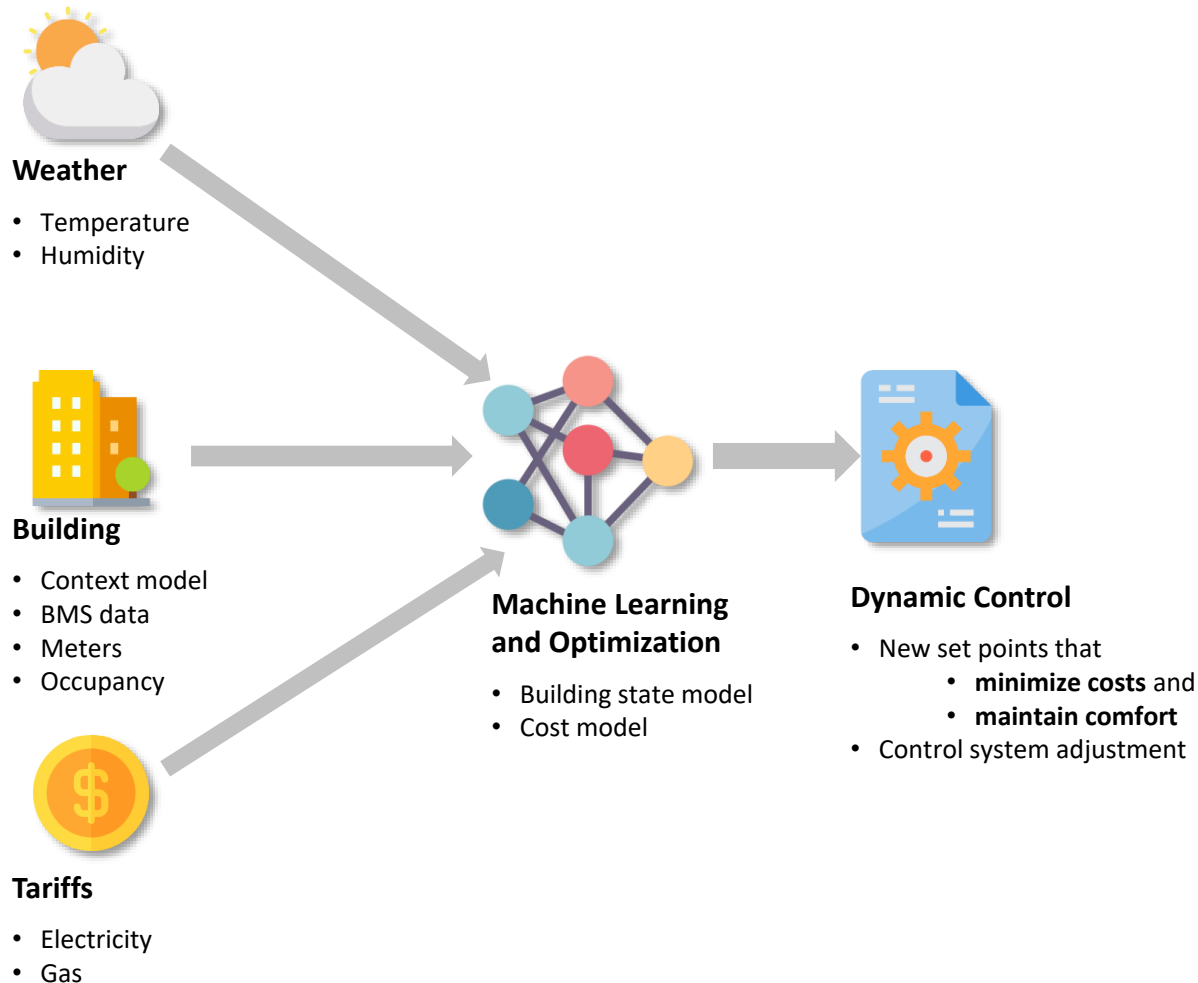 Weather
• Temperature
• Humidity
Building
• Context model
• BMS data
• Meters
• Occupancy
Tariffs
• Electricity
• Gas
Machine Learning
and Optimization
• Building state model
• Cost model
Dynamic Control
• New set points that
• minimize costs and
• maintain comfort
• Control system adjustment
$